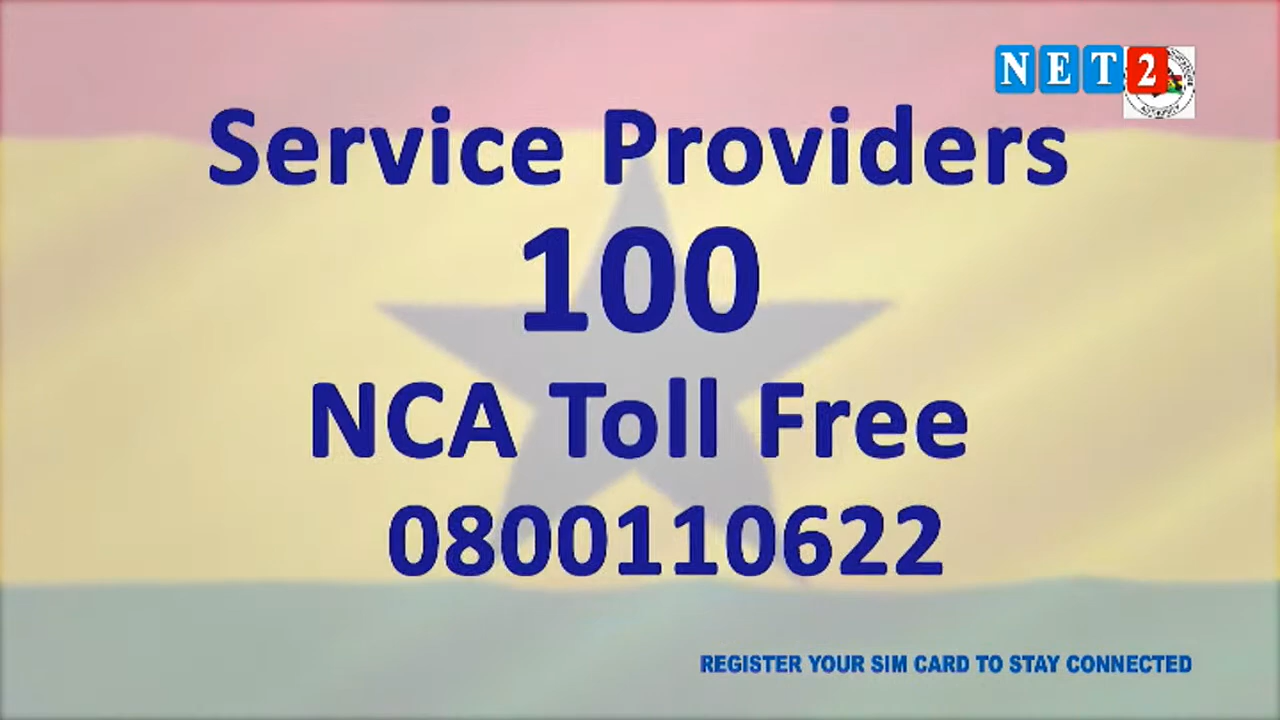 NET2
Service Providers
100
NCA Toll Free
0800110622
REGISTER YOUR SIM CARD TO STAY CONNECTED